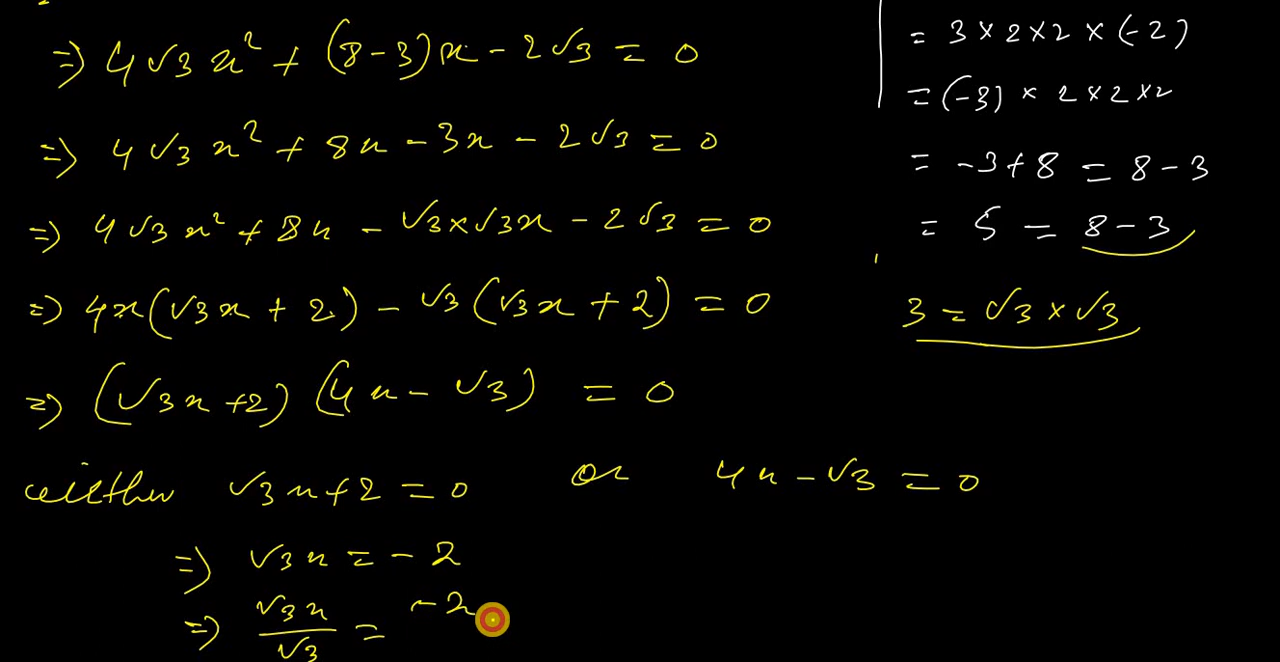 ⇒ 4√3 x² + (8-3)x - 2√3 = 0
⇒ 4√3 x² + 8x - 3x - 2√3 = 0
⇒ 4√3 x² + 8x - √3×√3x - 2√3 = 0
⇒ 4x(√3x + 2) - √3(√3x + 2) = 0
⇒ (√3x+2)(4x-√3) = 0
either √3x+2 = 0 or 4x-√3 = 0
⇒ √3x = -2
⇒ √3x/√3 = -2
= 3×2×2×(-2)
= (-3) × 2×2×2
= -3+8 = 8-3
= 5 = 8-3
3 = √3×√3